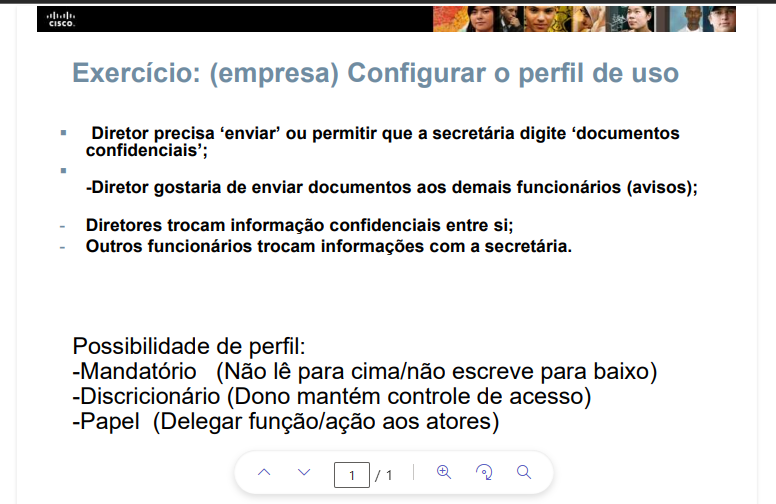 CISCO.
Exercício: (empresa) Configurar o perfil de uso
▪ Diretor precisa ‘enviar’ ou permitir que a secretária digite ‘documentos
confidenciais’;
▪
-Diretor gostaria de enviar documentos aos demais funcionários (avisos);
- Diretores trocam informação confidenciais entre si;
- Outros funcionários trocam informações com a secretária.
Possibilidade de perfil:
-Mandatório (Não lê para cima/não escreve para baixo)
-Discricionário (Dono mantém controle de acesso)
-Papel (Delegar função/ação aos atores)
1 / 1